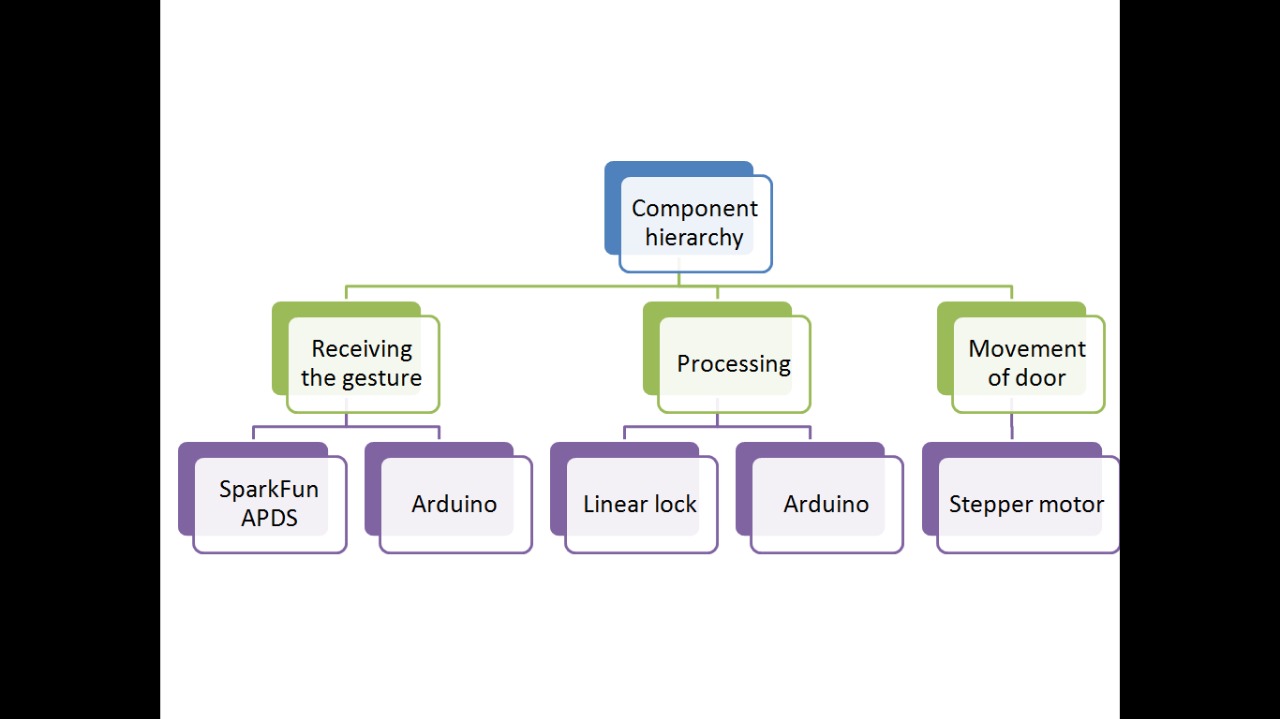 Component
hierarchy
Receiving
the gesture
Processing
Movement
of door
SparkFun
APDS
Arduino
Linear lock
Arduino
Stepper motor